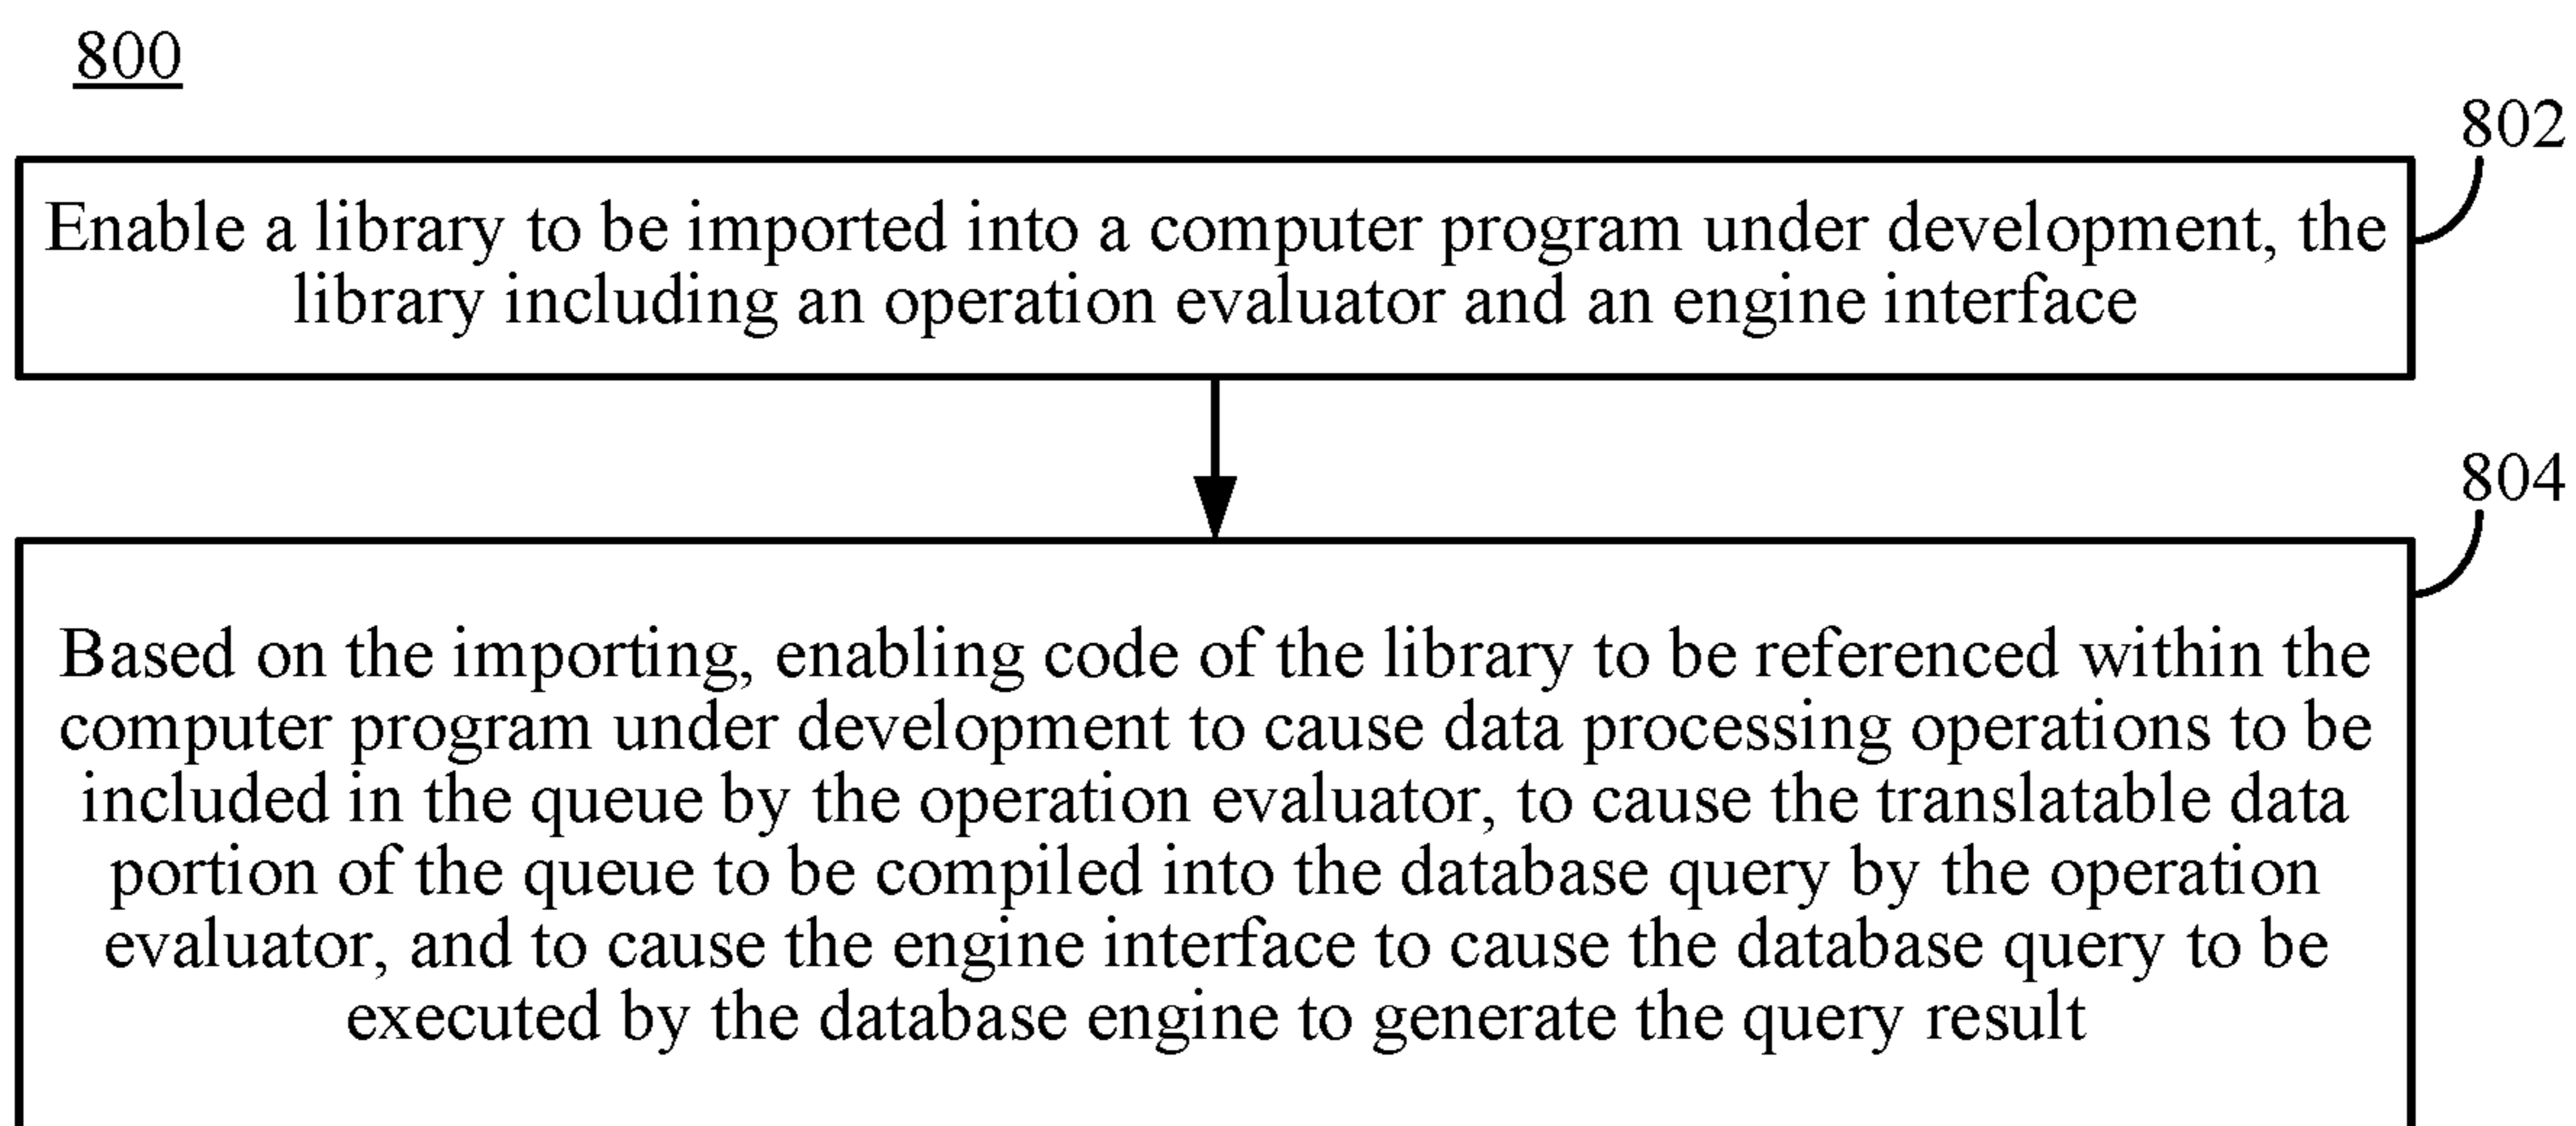 800
802
Enable a library to be imported into a computer program under development, the
library including an operation evaluator and an engine interface
804
Based on the importing, enabling code of the library to be referenced within the
computer program under development to cause data processing operations to be
included in the queue by the operation evaluator, to cause the translatable data
portion of the queue to be compiled into the database query by the operation
evaluator, and to cause the engine interface to cause the database query to be
executed by the database engine to generate the query result